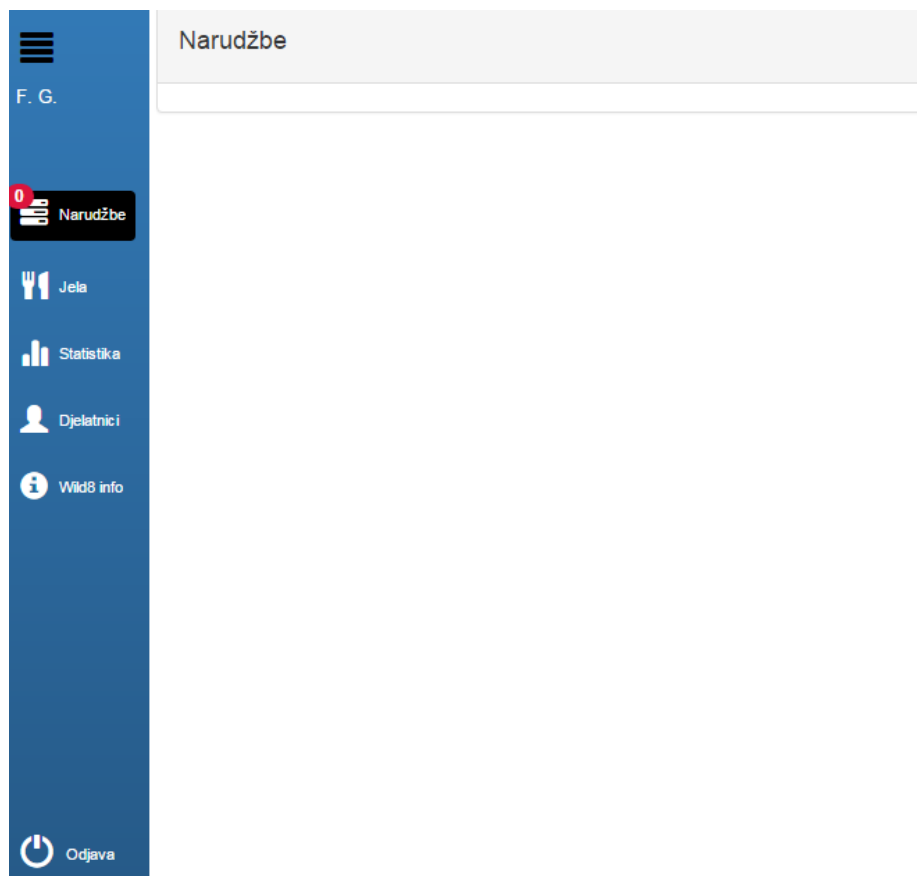 Narudžbe
F. G.
0
Narudžbe
Jela
Statistika
Djelatnici
Wild8 info
Odjava